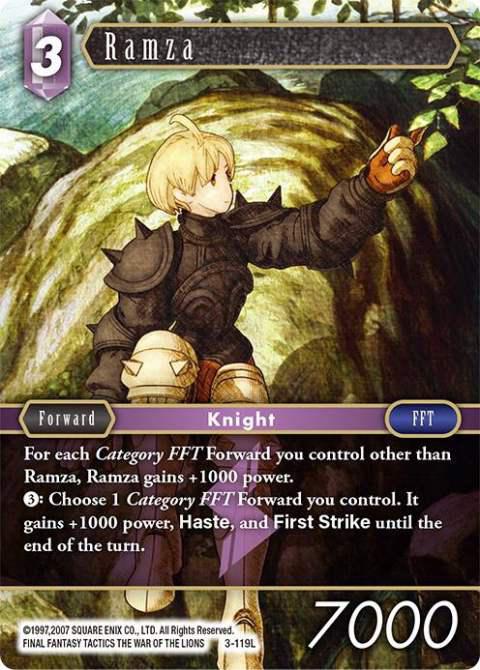 3
Ramza
Forward
Knight
FFT
For each Category FFT Forward you control other than
Ramza, Ramza gains +1000 power.
❸: Choose 1 Category FFT Forward you control. It
gains +1000 power, Haste, and First Strike until the
end of the turn.
©1997,2007 SQUARE ENIX CO., LTD. All Rights Reserved.
FINAL FANTASY TACTICS THE WAR OF THE LIONS
3-119L
7000